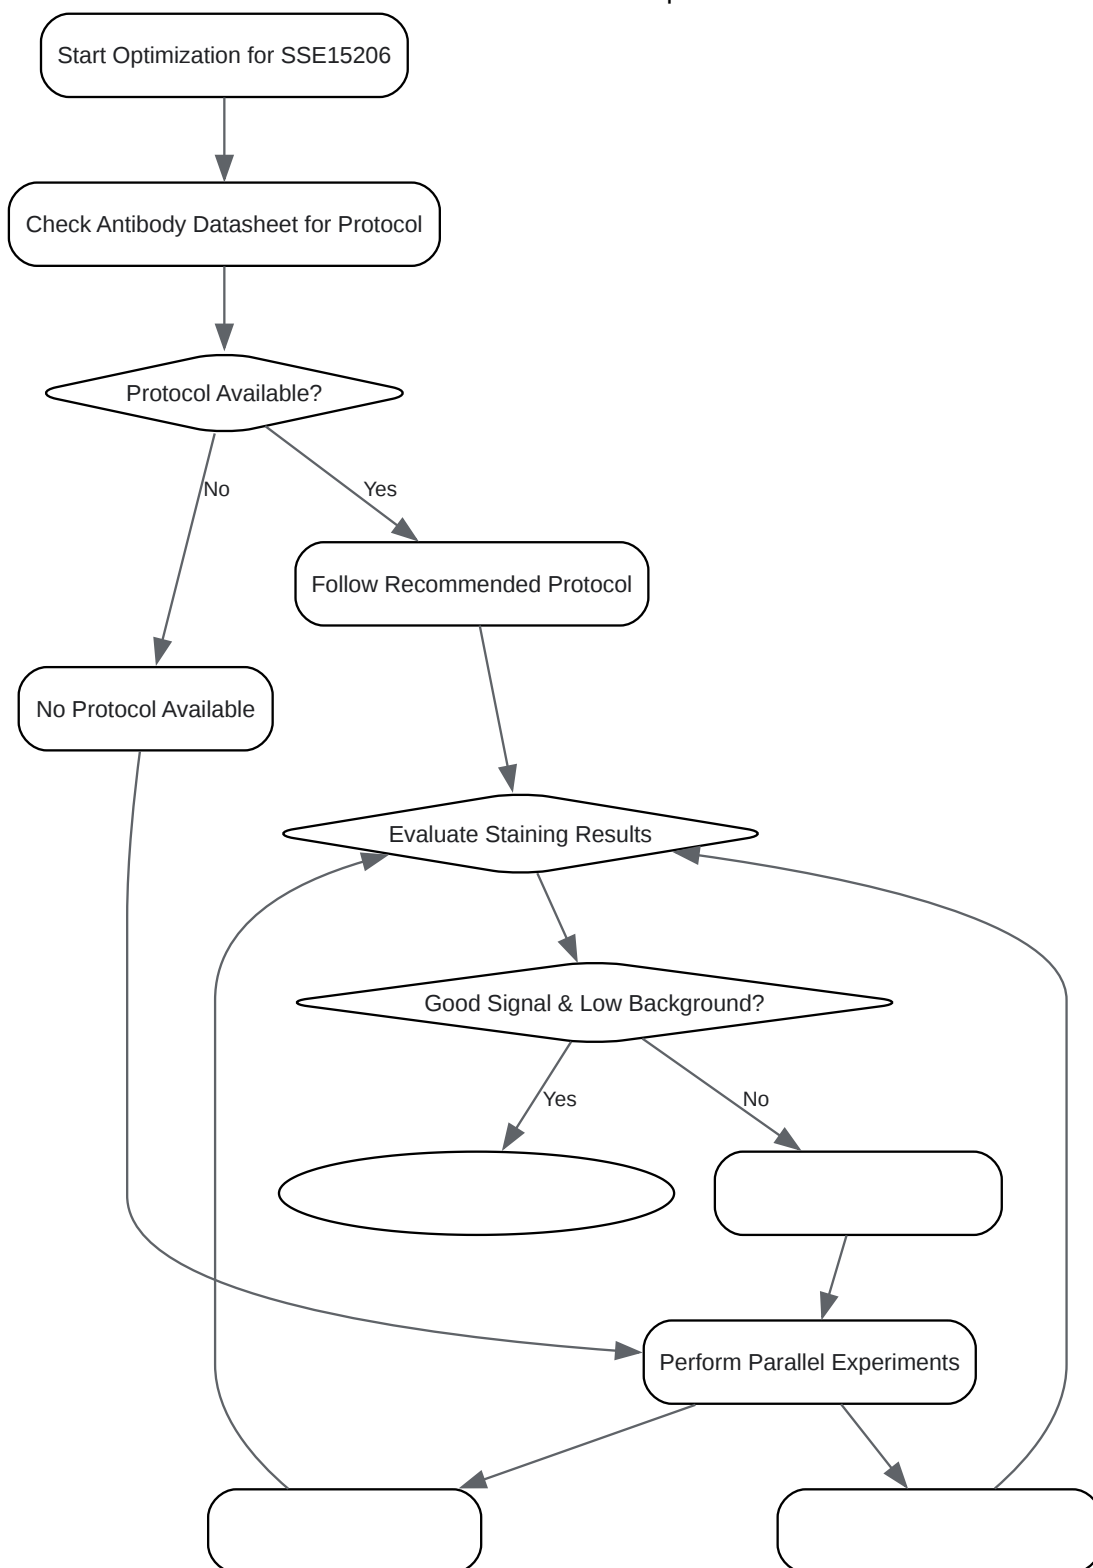 Start Optimization for SSE15206
Check Antibody Datasheet for Protocol
Protocol Available?
No
Yes
Follow Recommended Protocol
No Protocol Available
Evaluate Staining Results
Good Signal & Low Background?
Yes
No
Perform Parallel Experiments